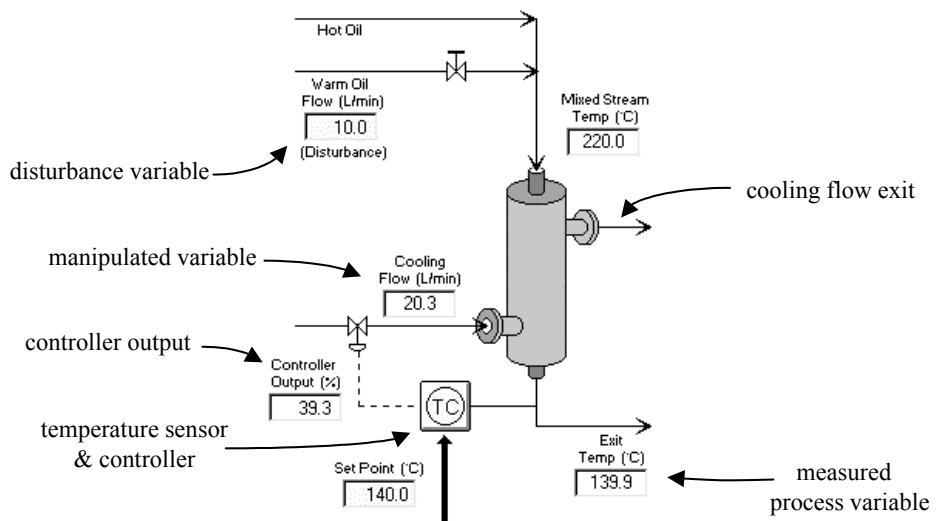 Hot Oil
Warm Oil
Flow (L/min)
10.0
(Disturbance)
disturbance variable
Mixed Stream
Temp (°C)
220.0
cooling flow exit
manipulated variable
Cooling
Flow (L/min)
20.3
controller output
Controller
Output (%)
39.3
TC
temperature sensor
& controller
Set Point (°C)
140.0
Exit
Temp (°C)
139.9
measured
process variable